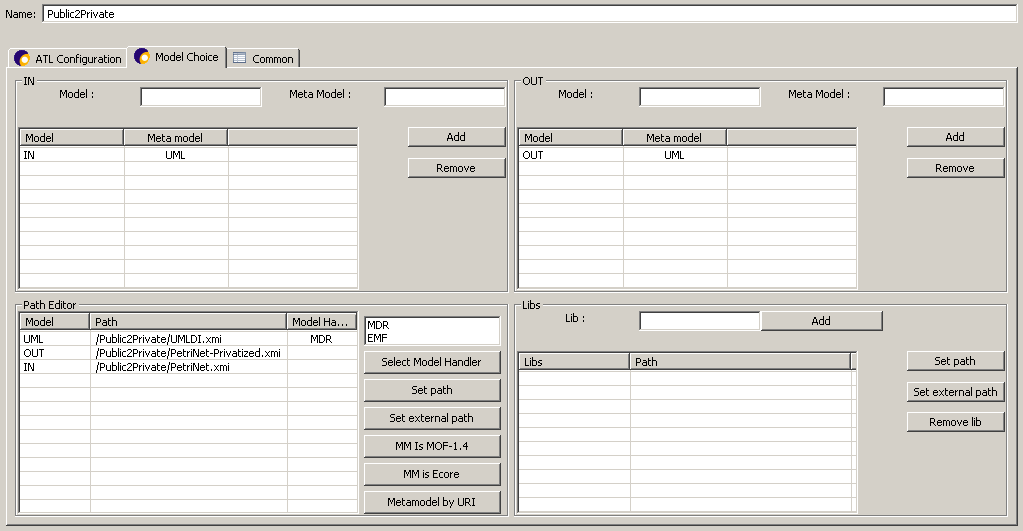 Name: Public2Private
ATL Configuration Model Choice Common
IN
Model : Meta Model :
Add
Model Meta model
IN UML
Remove
OUT
Model : Meta Model :
Add
Model Meta model
OUT UML
Remove
Path Editor
Model Path Model Ha...
UML /Public2Private/UMLDI.xmi MDR
OUT /Public2Private/PetriNet-Privatized.xmi
IN /Public2Private/PetriNet.xmi
MDR
EMF
Select Model Handler
Set path
Set external path
MM Is MOF-1.4
MM is Ecore
Metamodel by URI
Libs
Lib : Add
Libs Path
Set path
Set external path
Remove lib